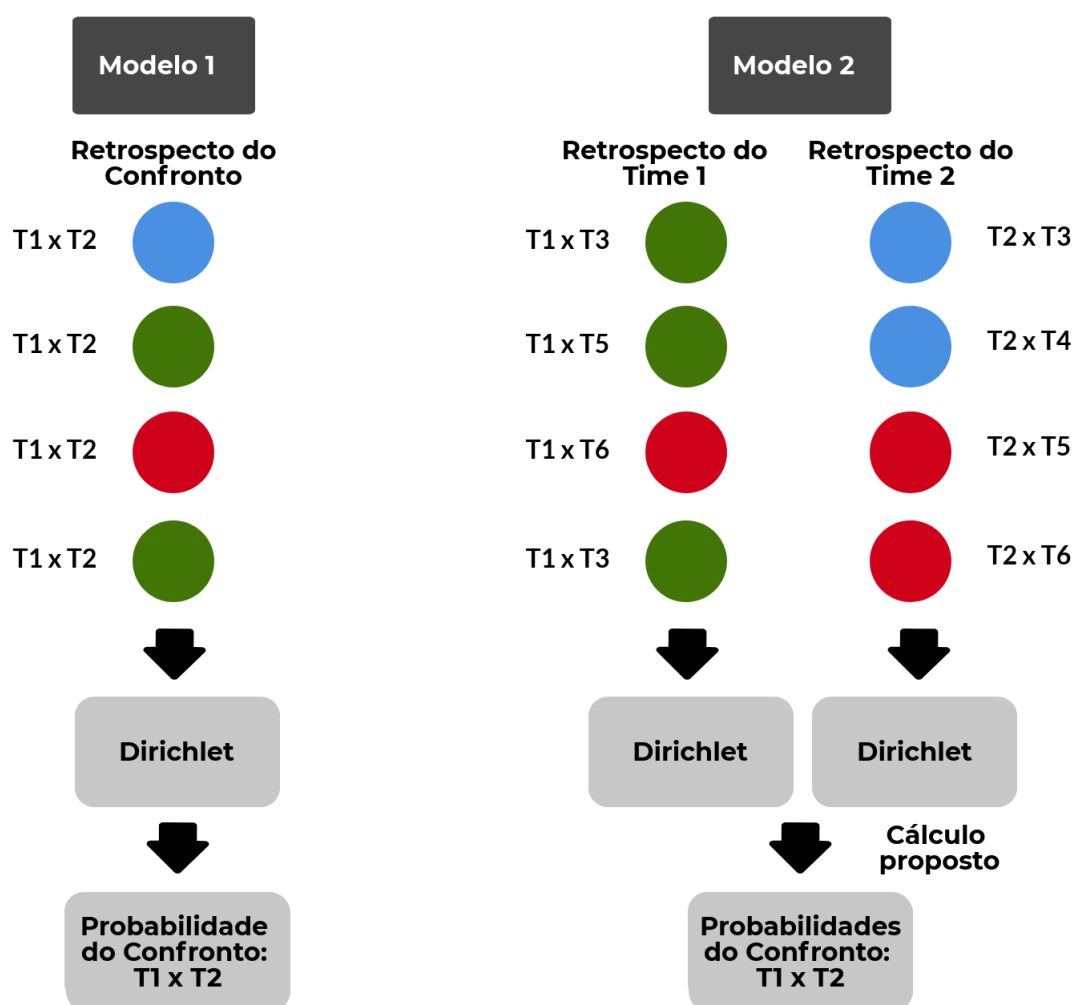 Modelo 1
Retrospecto do
Confronto
T1 x T2
T1 x T2
T1 x T2
T1 x T2
Dirichlet
Probabilidade
do Confronto:
T1 x T2
Modelo 2
Retrospecto do
Time 1
Retrospecto do
Time 2
T1 x T3
T2 x T3
T1 x T5
T2 x T4
T1 x T6
T2 x T5
T1 x T3
T2 x T6
Dirichlet
Dirichlet
Cálculo
proposto
Probabilidades
do Confronto:
T1 x T2